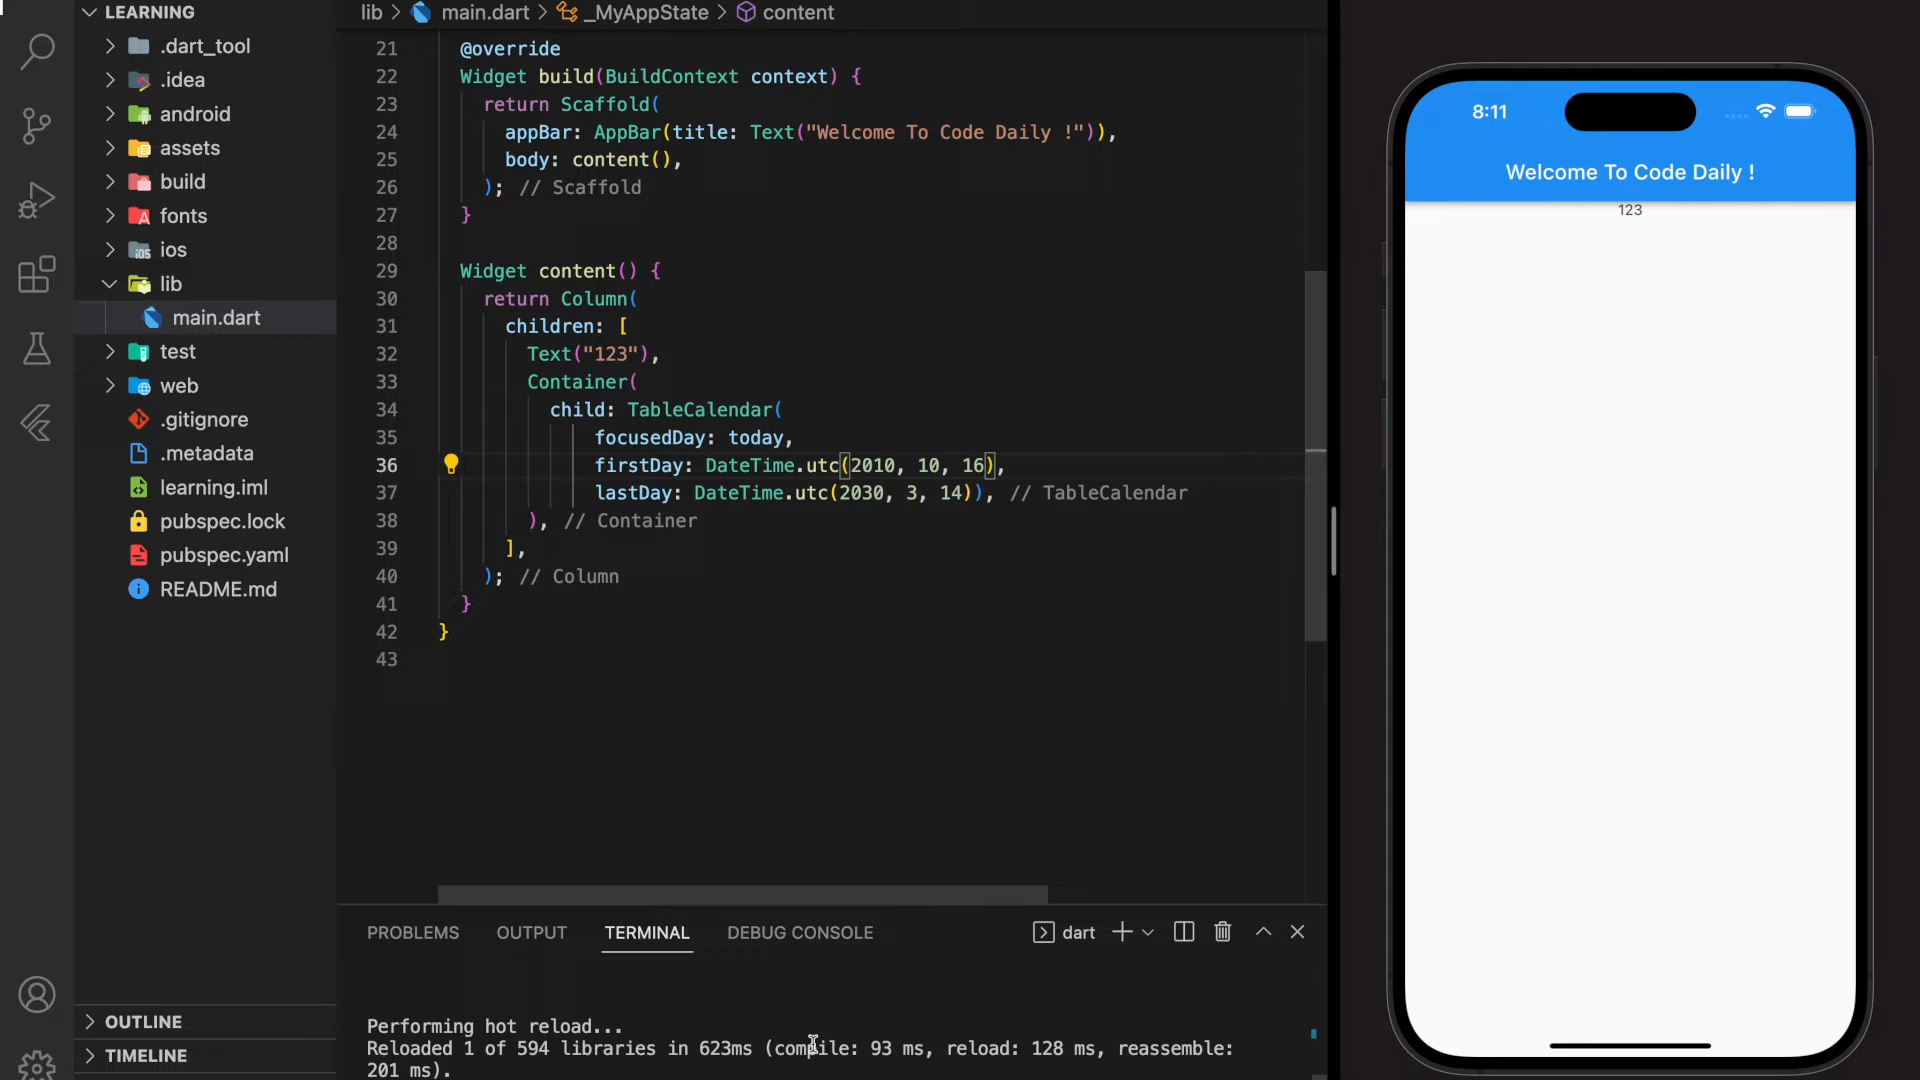 LEARNING
.dart_tool
.idea
android
assets
build
fonts
ios
lib
main.dart
test
web
.gitignore
.metadata
learning.iml
pubspec.lock
pubspec.yaml
README.md
OUTLINE
TIMELINE
lib > main.dart > _MyAppState > content
21 @override
22 Widget build(BuildContext context) {
23 return Scaffold(
24 appBar: AppBar(title: Text("Welcome To Code Daily !")),
25 body: content(),
26 ); // Scaffold
27 }
28
29 Widget content() {
30 return Column(
31 children: [
32 Text("123"),
33 Container(
34 child: TableCalendar(
35 focusedDay: today,
36 firstDay: DateTime.utc(2010, 10, 16),
37 lastDay: DateTime.utc(2030, 3, 14)), // TableCalendar
38 ), // Container
39 ],
40 ); // Column
41 }
42 }
43
PROBLEMS OUTPUT TERMINAL DEBUG CONSOLE dart
Performing hot reload...
Reloaded 1 of 594 libraries in 623ms (compile: 93 ms, reload: 128 ms, reassemble:
201 ms).
8:11
Welcome To Code Daily !
123